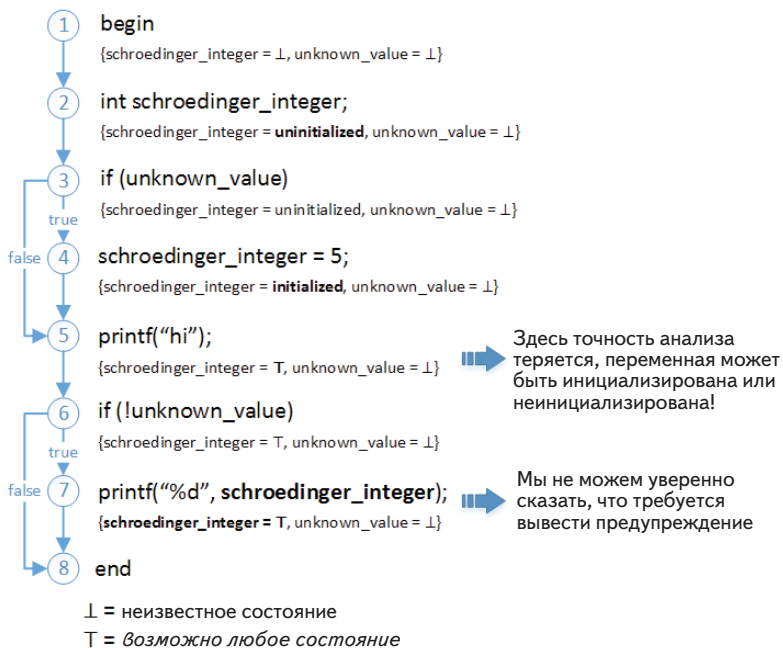 1 begin
{schroedinger_integer = ⊥, unknown_value = ⊥}
2 int schroedinger_integer;
{schroedinger_integer = uninitialized, unknown_value = ⊥}
3 if (unknown_value)
{schroedinger_integer = uninitialized, unknown_value = ⊥}
true
false
4 schroedinger_integer = 5;
{schroedinger_integer = initialized, unknown_value = ⊥}
5 printf(“hi”);
{schroedinger_integer = ⊤, unknown_value = ⊥}
Здесь точность анализа
теряется, переменная может
быть инициализирована или
неинициализирована!
6 if (!unknown_value)
{schroedinger_integer = ⊤, unknown_value = ⊥}
true
false
7 printf(“%d”, schroedinger_integer);
{schroedinger_integer = ⊤, unknown_value = ⊥}
Мы не можем уверенно
сказать, что требуется
вывести предупреждение
8 end
⊥ = неизвестное состояние
⊤ = возможно любое состояние